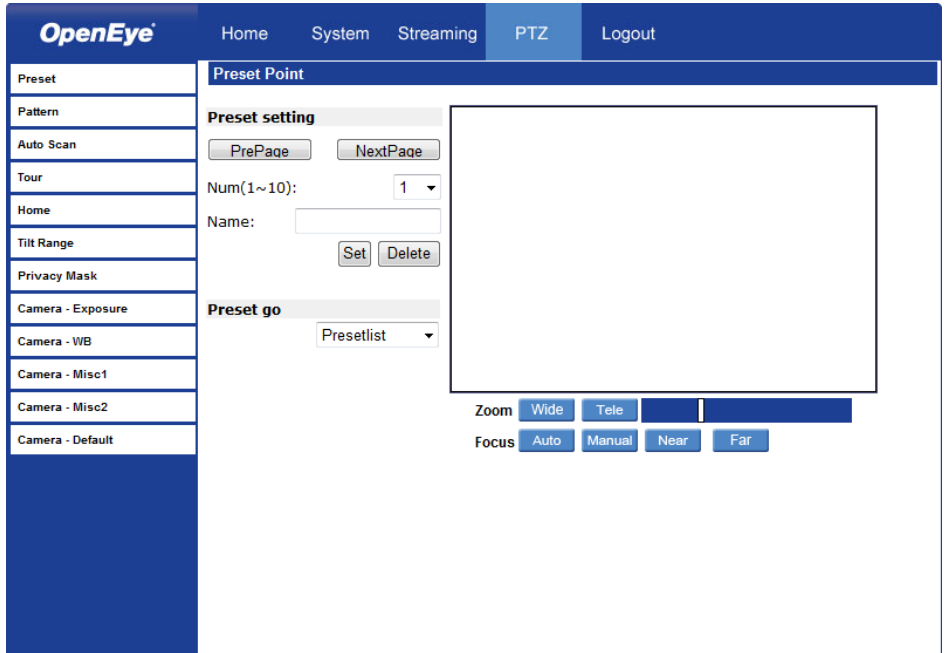 OpenEye
Home System Streaming PTZ Logout
Preset
Pattern
Auto Scan
Tour
Home
Tilt Range
Privacy Mask
Camera - Exposure
Camera - WB
Camera - Misc1
Camera - Misc2
Camera - Default
Preset Point
Preset setting
PrePage NextPage
Num(1~10): 1
Name:
Set Delete
Preset go
Presetlist
Zoom Wide Tele
Focus Auto Manual Near Far